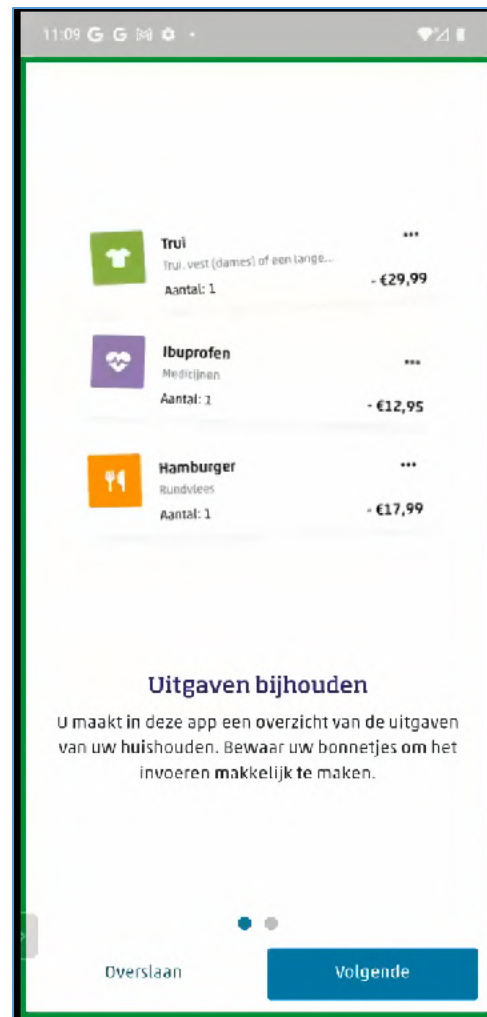 11:09 G G
Trui
Trui, vest (dames) of een lange...
Aantal: 1
- €29,99
Ibuprofen
Medicijnen
Aantal: 1
- €12,95
Hamburger
Rundvlees
Aantal: 1
- €17,99
Uitgaven bijhouden
U maakt in deze app een overzicht van de uitgaven
van uw huishouden. Bewaar uw bonnetjes om het
invoeren makkelijk te maken.
Overslaan
Volgende